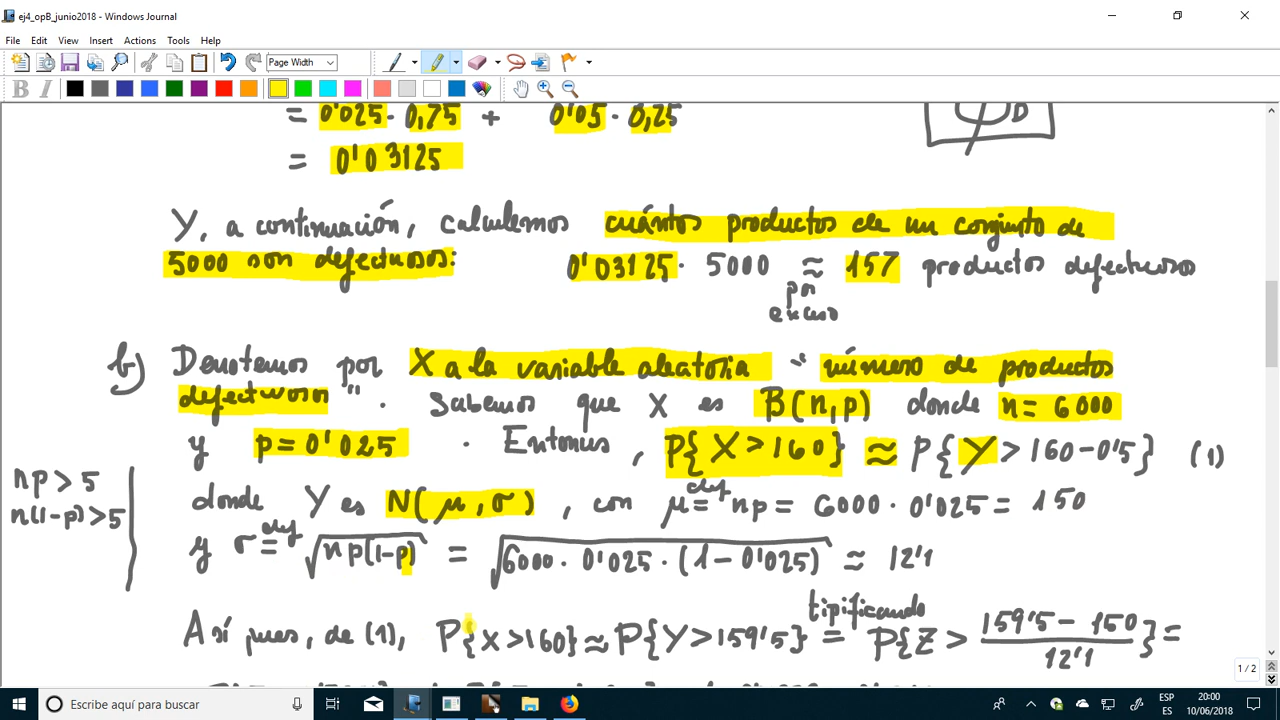 ej4_opB_junio2018 - Windows Journal
File Edit View Insert Actions Tools Help
Page Width
B I
= 0'025 · 0,75 + 0'05 · 0,25
= 0'03125
D
Y, a continuación, calculemos cuántos productos de un conjunto de
5000 son defectuosos: 0'03125 · 5000 ≈ 157 productos defectuosos
por
exceso
b) Denotemos por X a la variable aleatoria "número de productos
defectuosos". Sabemos que X es B(n,p) donde n = 6000
y p = 0'025 . Entonces, P{X > 160} ≈ P{Y > 160 - 0'5} (1)
np > 5
n(1-p) > 5
donde Y es N(μ, σ), con μ =def np = 6000 · 0'025 = 150
y σ =def √np(1-p) = √6000 · 0'025 · (1 - 0'025) ≈ 12'1
tipificando
Así pues, de (1), P{X > 160} ≈ P{Y > 159'5} = P{Z > (159'5 - 150)/12'1} =
1 / 2
Escribe aquí para buscar
ESP 20:00
ES 10/06/2018